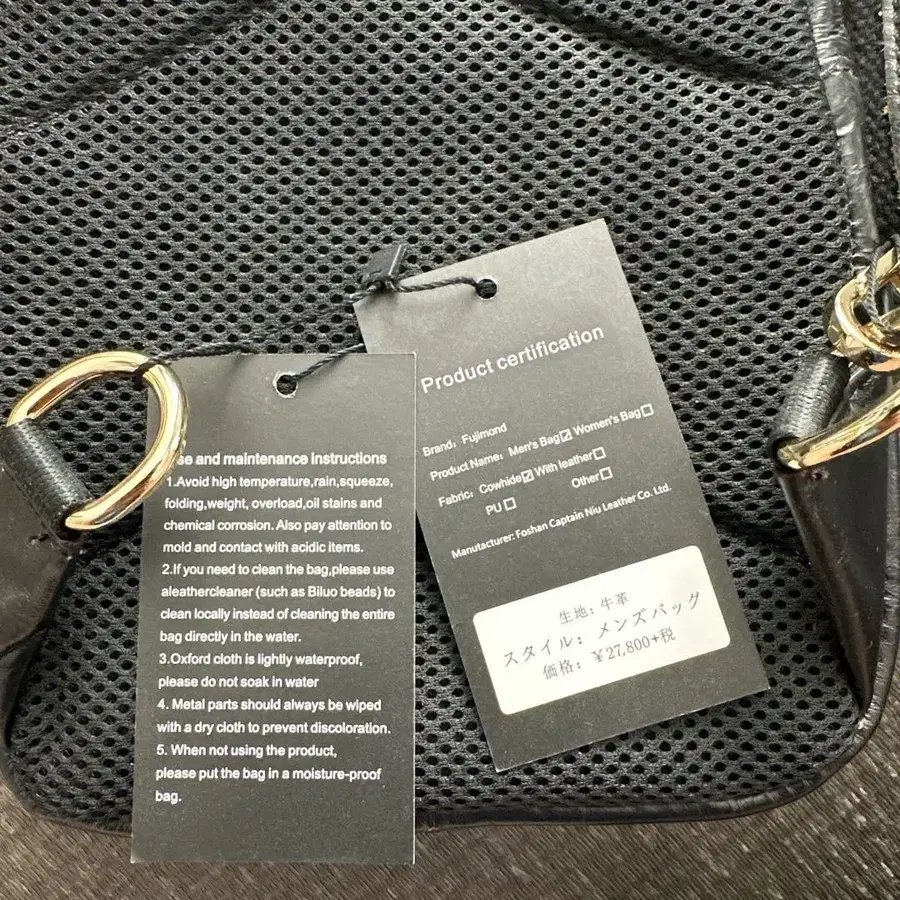 se and maintenance instructions
1.Avoid high temperature,rain,squeeze,
folding,weight, overload,oil stains and
chemical corrosion. Also pay attention to
mold and contact with acidic items.
2.If you need to clean the bag,please use
aleathercleaner (such as Biluo beads) to
clean locally instead of cleaning the entire
bag directly in the water.
3.Oxford cloth is lightly waterproof,
please do not soak in water
4. Metal parts should always be wiped
with a dry cloth to prevent discoloration.
5. When not using the product,
please put the bag in a moisture-proof
bag.
Product certification
Brand: Fujimond
Product Name: Men's Bag☑ Women's Bag☐
Fabric: Cowhide☑ With leather☐
PU☐ Other☐
Manufacturer: Foshan Captain Niu Leather Co. Ltd.
生地：牛革
スタイル：メンズバッグ
価格：￥27,800+税